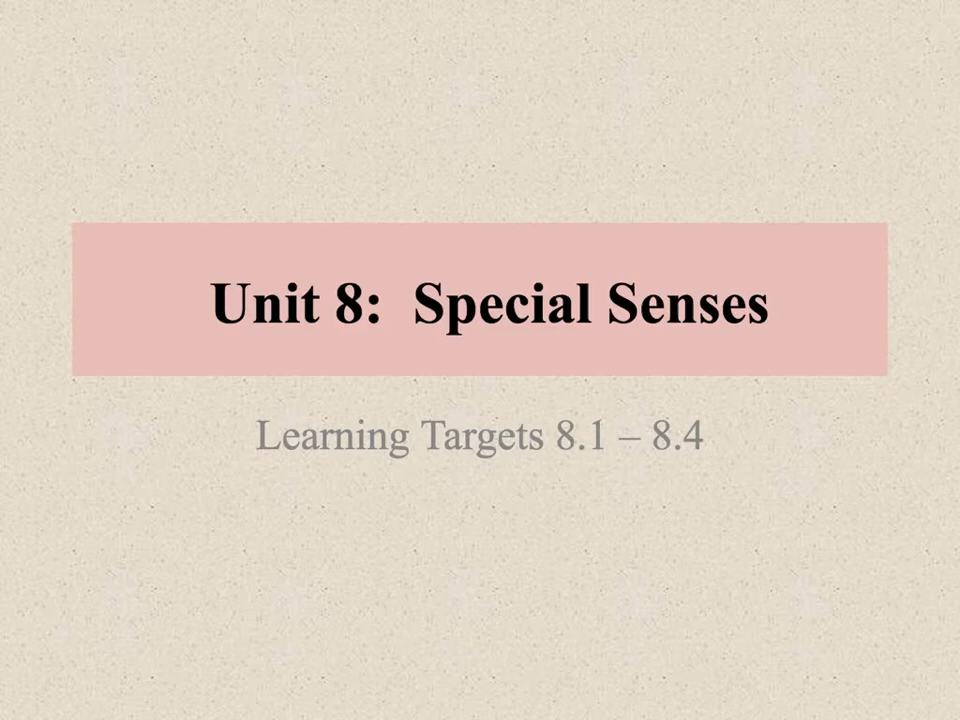 Unit 8:  Special Senses
Learning Targets 8.1 – 8.4